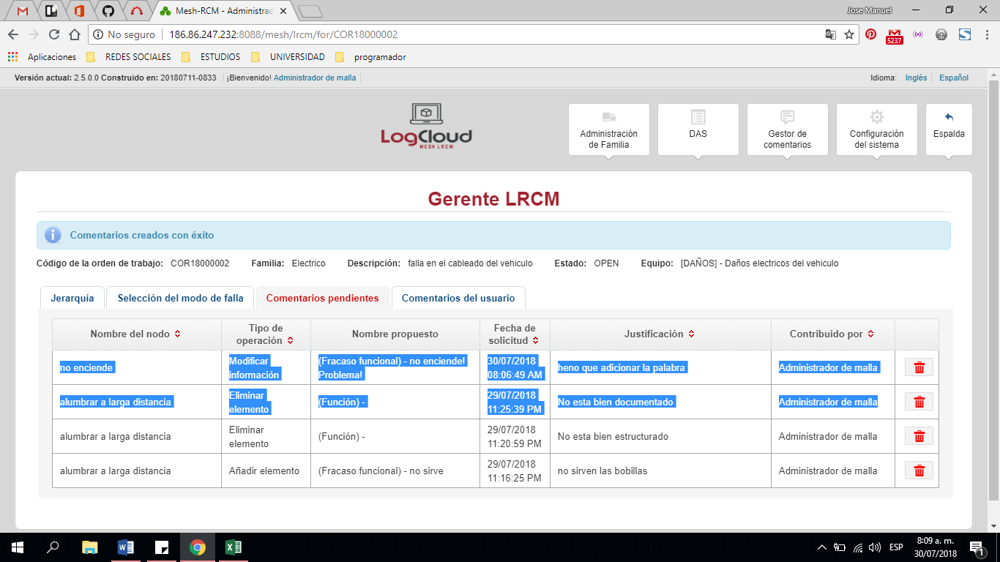 Mesh-RCM - Administrad
Jose Manuel
No seguro
186.86.247.232:8088/mesh/lrcm/for/COR18000002
5237
Aplicaciones
REDES SOCIALES
ESTUDIOS
UNIVERSIDAD
programador
Versión actual: 2.5.0.0 Construido en: 20180711-0833
¡Bienvenido! Administrador de malla
Idioma:
Inglés
Español
LogCloud
MESH LRCM
Administración
de Familia
DAS
Gestor de
comentarios
Configuración
del sistema
Espalda
Gerente LRCM
Comentarios creados con éxito
Código de la orden de trabajo: COR18000002 Familia: Electrico Descripción: falla en el cableado del vehiculo Estado: OPEN Equipo: [DAÑOS] - Daños electricos del vehiculo
Jerarquía
Selección del modo de falla
Comentarios pendientes
Comentarios del usuario
Nombre del nodo
Tipo de
operación
Nombre propuesto
Fecha de
solicitud
Justificación
Contribuido por
no enciende
Modificar
información
(Fracaso funcional) - no enciende!
Problema!
30/07/2018
08:06:49 AM
heno que adicionar la palabra
Administrador de malla
alumbrar a larga distancia
Eliminar
elemento
(Función) -
29/07/2018
11:25:39 PM
No esta bien documentado
Administrador de malla
alumbrar a larga distancia
Eliminar
elemento
(Función) -
29/07/2018
11:20:59 PM
No esta bien estructurado
Administrador de malla
alumbrar a larga distancia
Añadir elemento
(Fracaso funcional) - no sirve
29/07/2018
11:16:25 PM
no sirven las bobillas
Administrador de malla
ESP
8:09 a. m.
30/07/2018
1